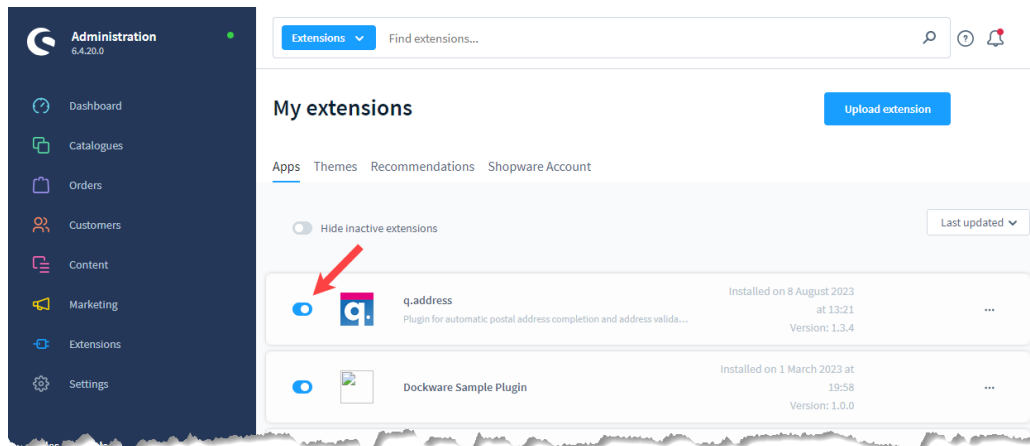 Administration
6.4.20.0
Dashboard
Catalogues
Orders
Customers
Content
Marketing
Extensions
Settings
Extensions Find extensions...
My extensions
Upload extension
Apps Themes Recommendations Shopware Account
Hide inactive extensions
Last updated
q.
q.address
Plugin for automatic postal address completion and address valida...
Installed on 8 August 2023
at 13:21
Version: 1.3.4
Dockware Sample Plugin
Installed on 1 March 2023 at
19:58
Version: 1.0.0